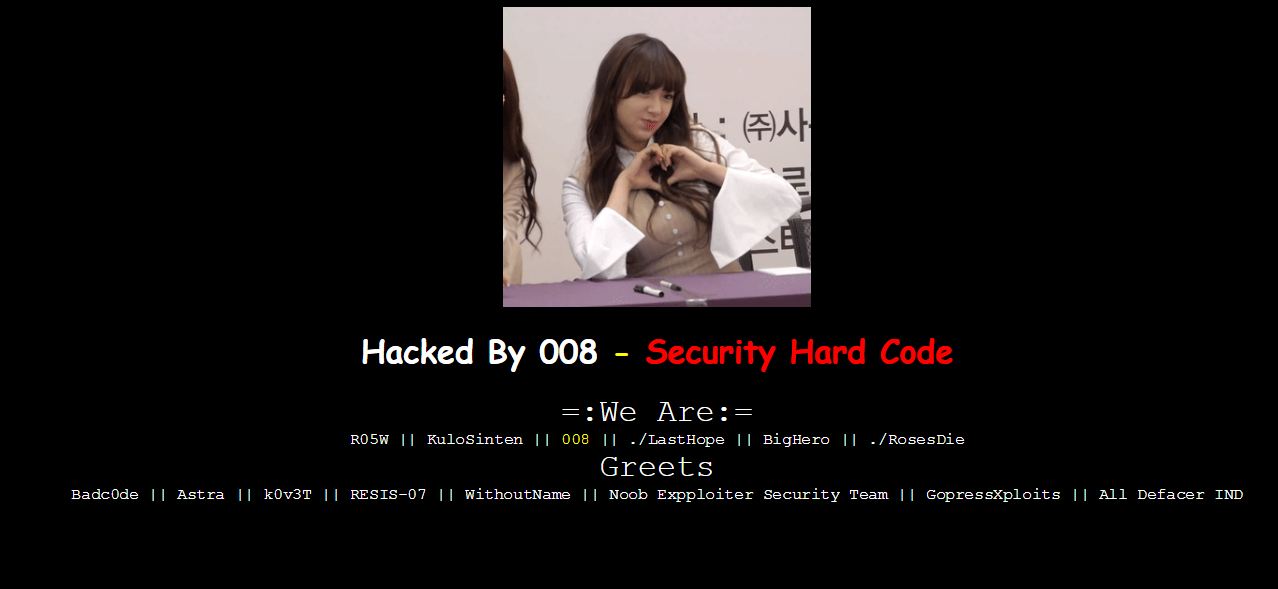 : ㈜사
Hacked By 008 - Security Hard Code
=:We Are:=
R05W || KuloSinten || 008 || ./LastHope || BigHero || ./RosesDie
Greets
Badc0de || Astra || k0v3T || RESIS-07 || WithoutName || Noob Expploiter Security Team || GopressXploits || All Defacer IND